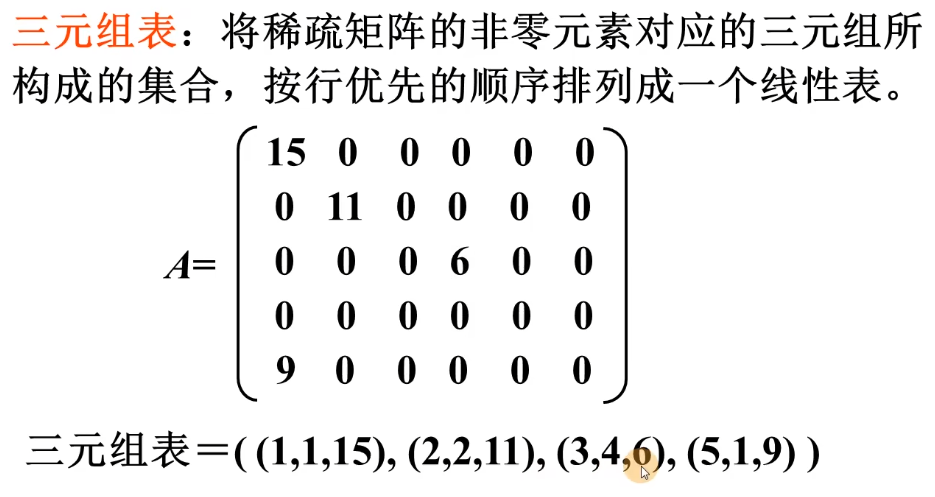 三元组表：将稀疏矩阵的非零元素对应的三元组所
构成的集合，按行优先的顺序排列成一个线性表。
15 0 0 0 0 0
0 11 0 0 0 0
A= 0 0 0 6 0 0
0 0 0 0 0 0
9 0 0 0 0 0
三元组表＝( (1,1,15), (2,2,11), (3,4,6), (5,1,9) )